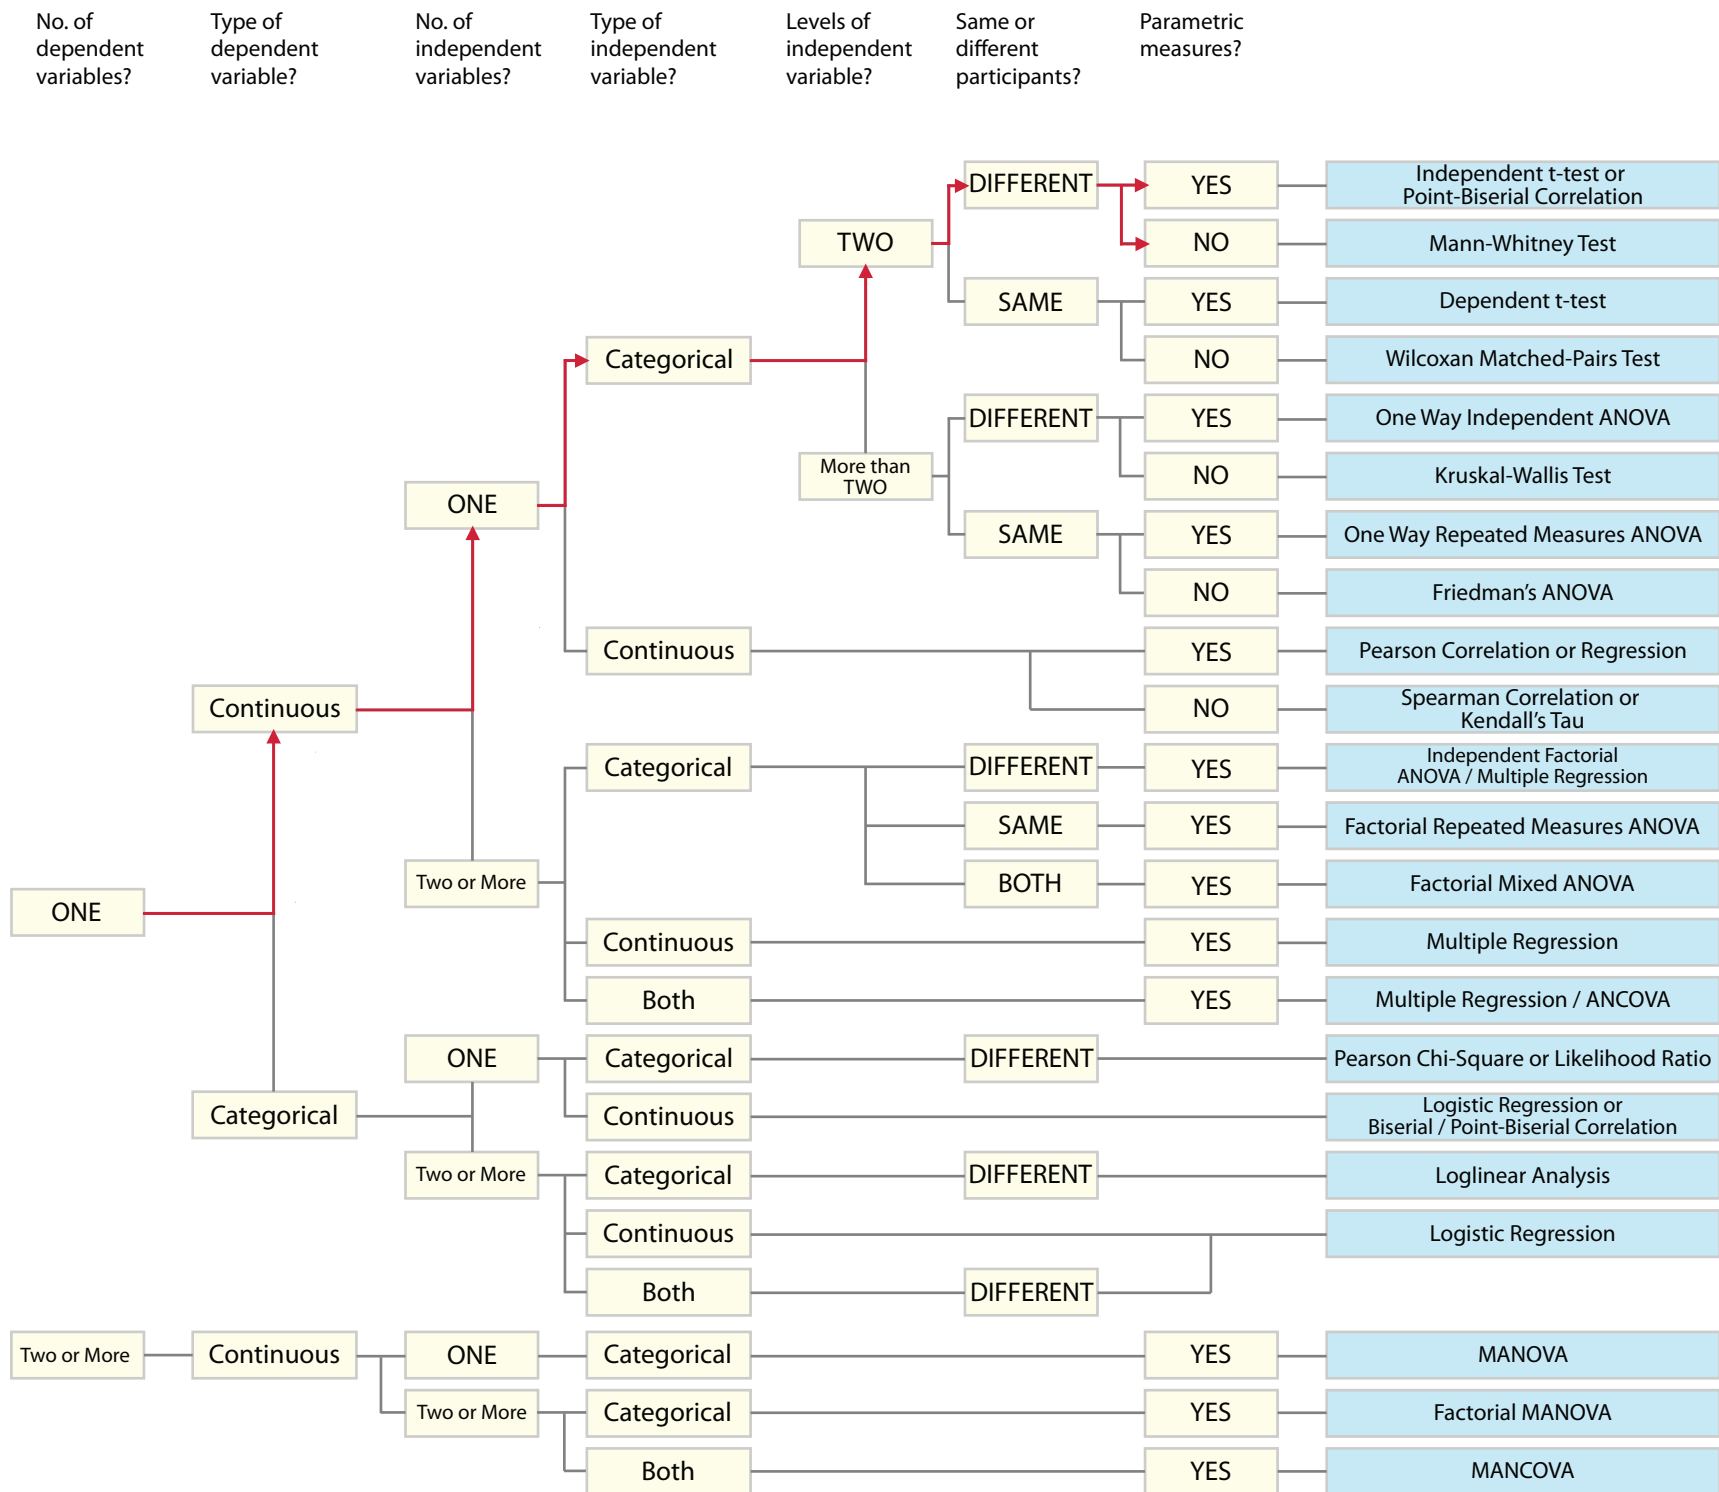 No. of
dependent
variables?
Type of
dependent
variable?
No. of
independent
variables?
Type of
independent
variable?
Levels of
independent
variable?
Same or
different
participants?
Parametric
measures?
DIFFERENT
YES
Independent t-test or
Point-Biserial Correlation
TWO
NO
Mann-Whitney Test
SAME
YES
Dependent t-test
Categorical
NO
Wilcoxan Matched-Pairs Test
DIFFERENT
YES
One Way Independent ANOVA
More than
TWO
NO
Kruskal-Wallis Test
ONE
SAME
YES
One Way Repeated Measures ANOVA
NO
Friedman's ANOVA
Continuous
YES
Pearson Correlation or Regression
Continuous
NO
Spearman Correlation or
Kendall's Tau
Categorical
DIFFERENT
YES
Independent Factorial
ANOVA / Multiple Regression
SAME
YES
Factorial Repeated Measures ANOVA
Two or More
BOTH
YES
Factorial Mixed ANOVA
ONE
Continuous
YES
Multiple Regression
Both
YES
Multiple Regression / ANCOVA
ONE
Categorical
DIFFERENT
Pearson Chi-Square or Likelihood Ratio
Categorical
Continuous
Logistic Regression or
Biserial / Point-Biserial Correlation
Two or More
Categorical
DIFFERENT
Loglinear Analysis
Continuous
Logistic Regression
Both
DIFFERENT
Two or More
Continuous
ONE
Categorical
YES
MANOVA
Two or More
Categorical
YES
Factorial MANOVA
Both
YES
MANCOVA